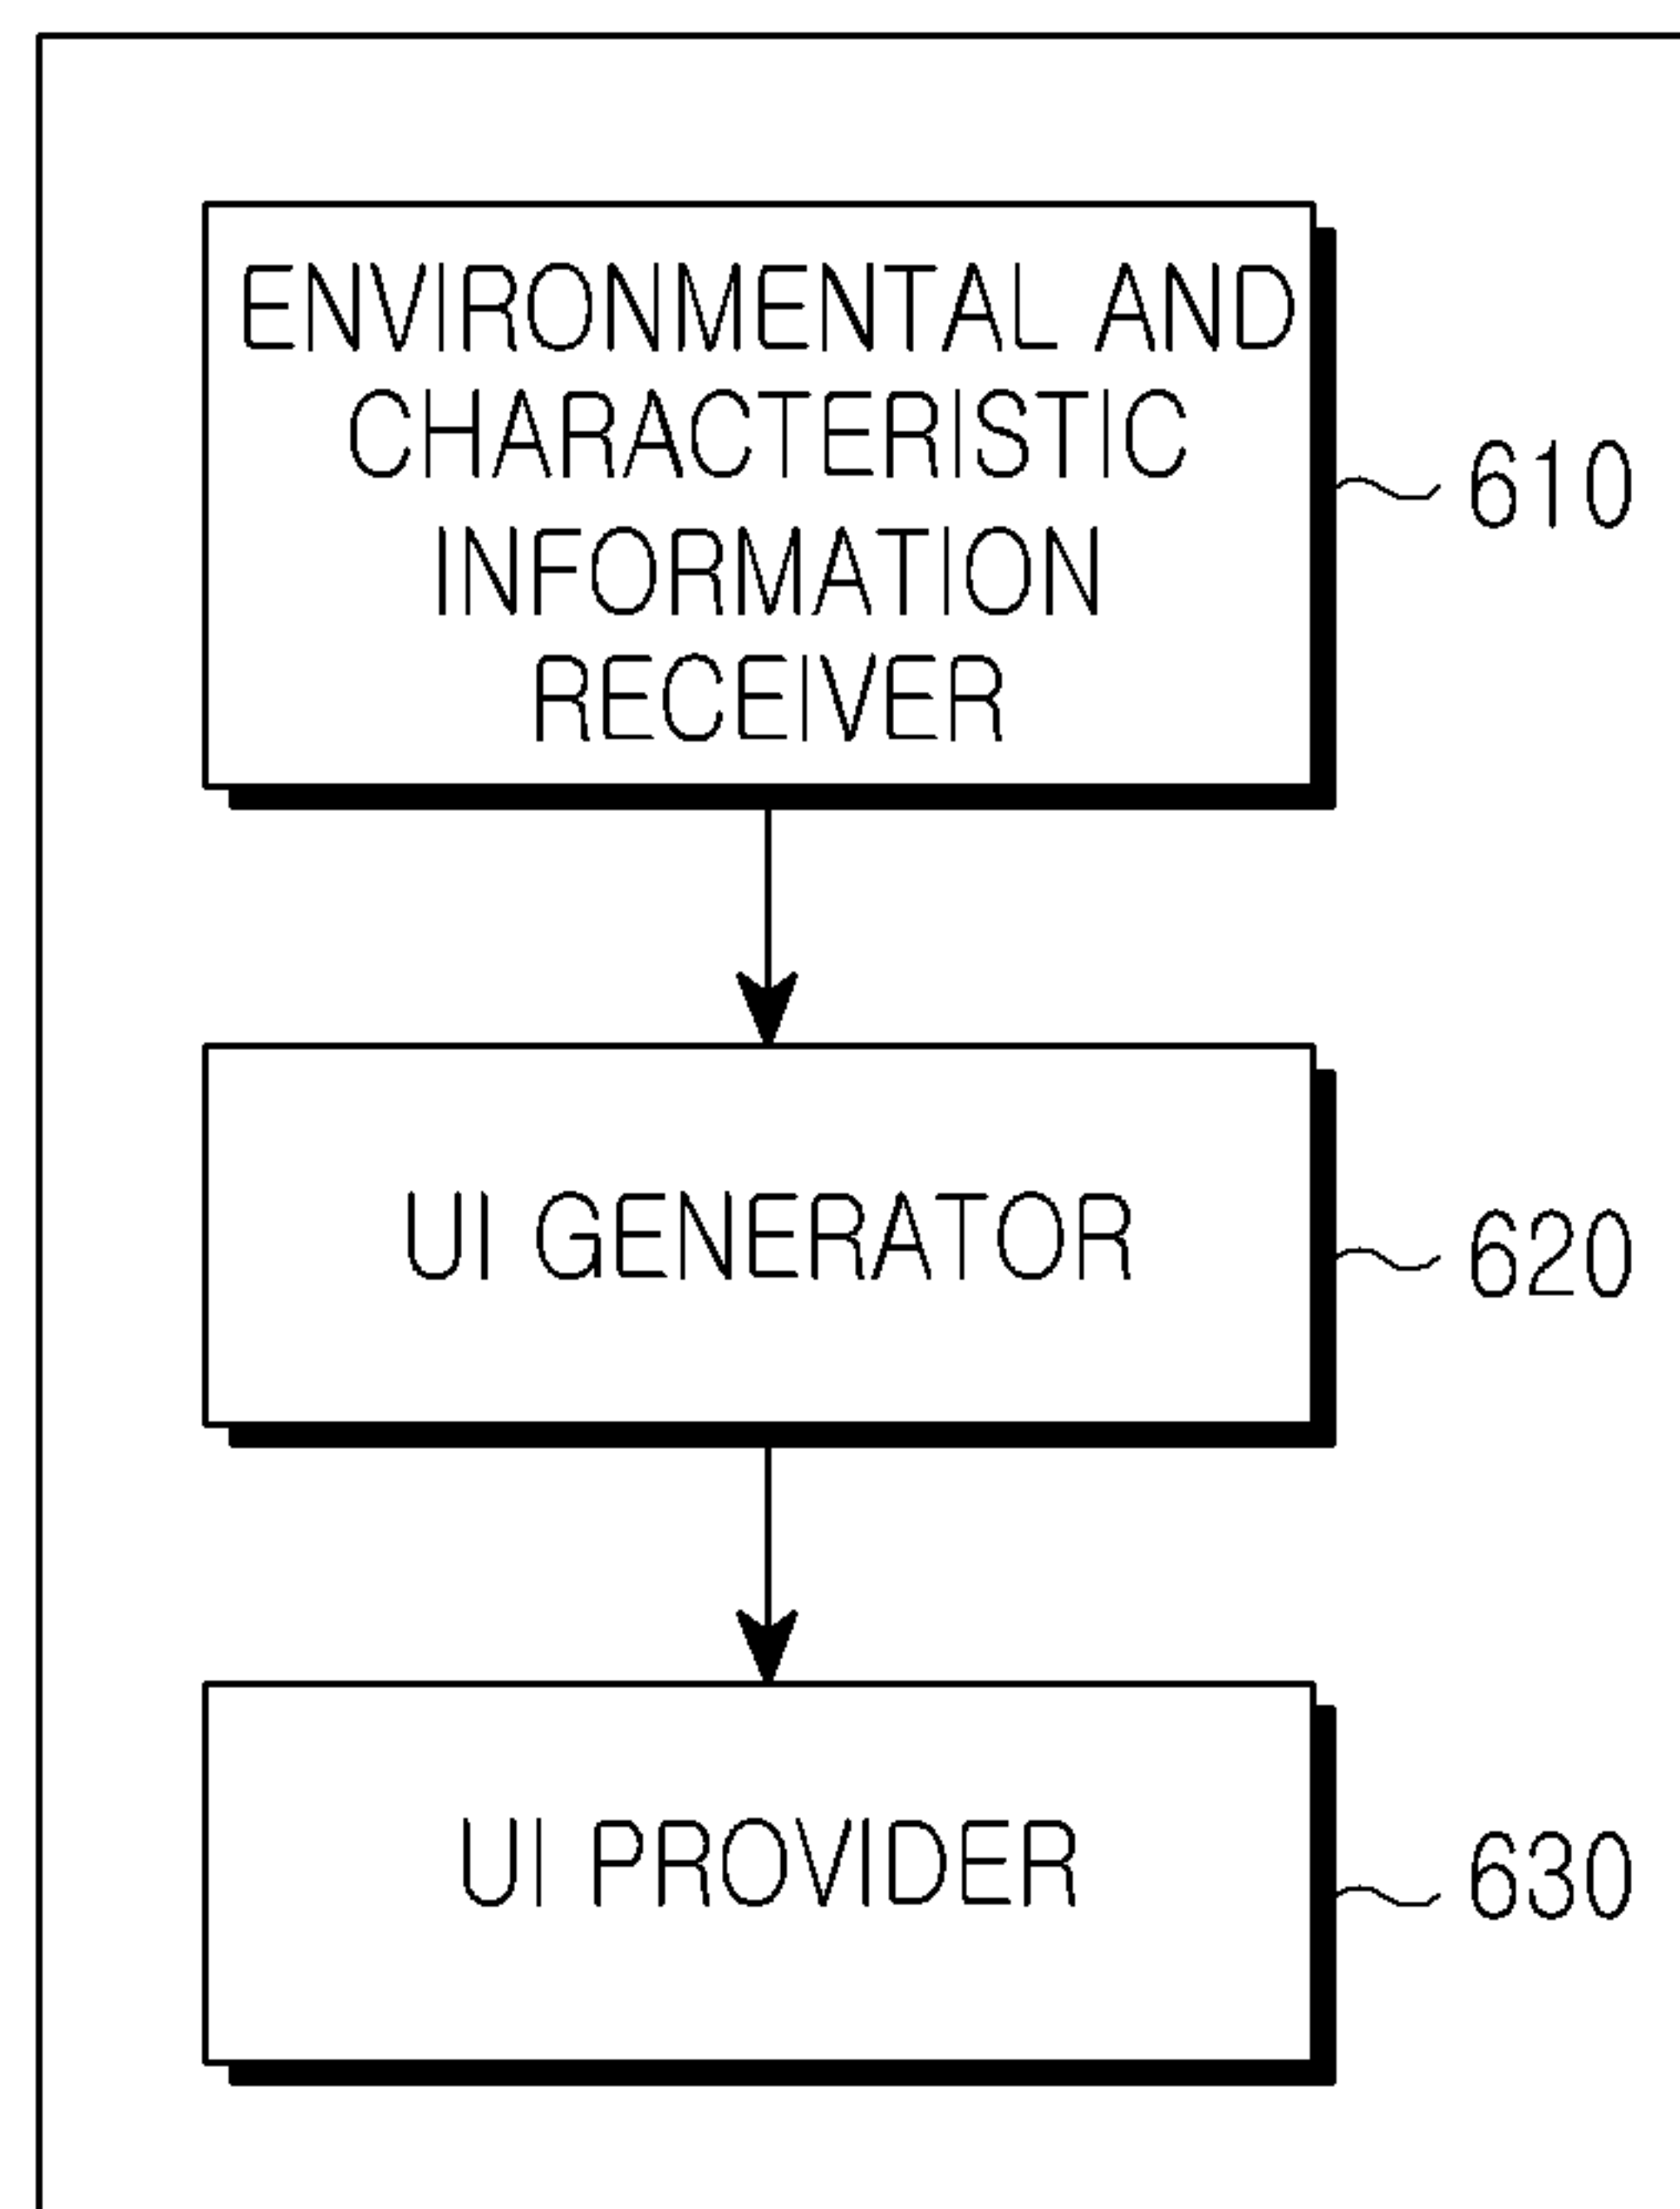 ENVIRONMENTAL AND
CHARACTERISTIC
INFORMATION
RECEIVER
610
UI GENERATOR
620
UI PROVIDER
630